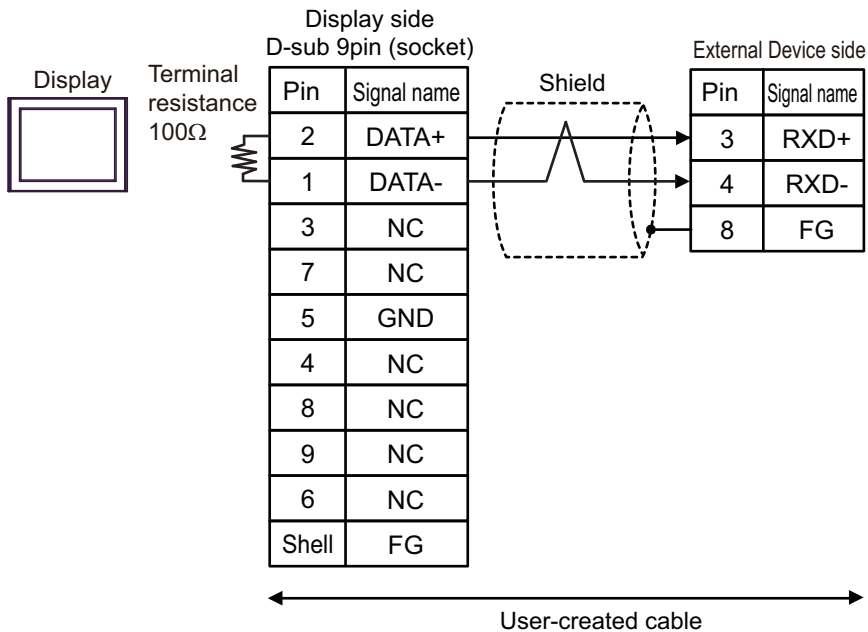 Display side
D-sub 9pin (socket)
External Device side
Display
Terminal
resistance
100Ω
Shield
Pin Signal name
2 DATA+
1 DATA-
3 NC
7 NC
5 GND
4 NC
8 NC
9 NC
6 NC
Shell FG
Pin Signal name
3 RXD+
4 RXD-
8 FG
User-created cable